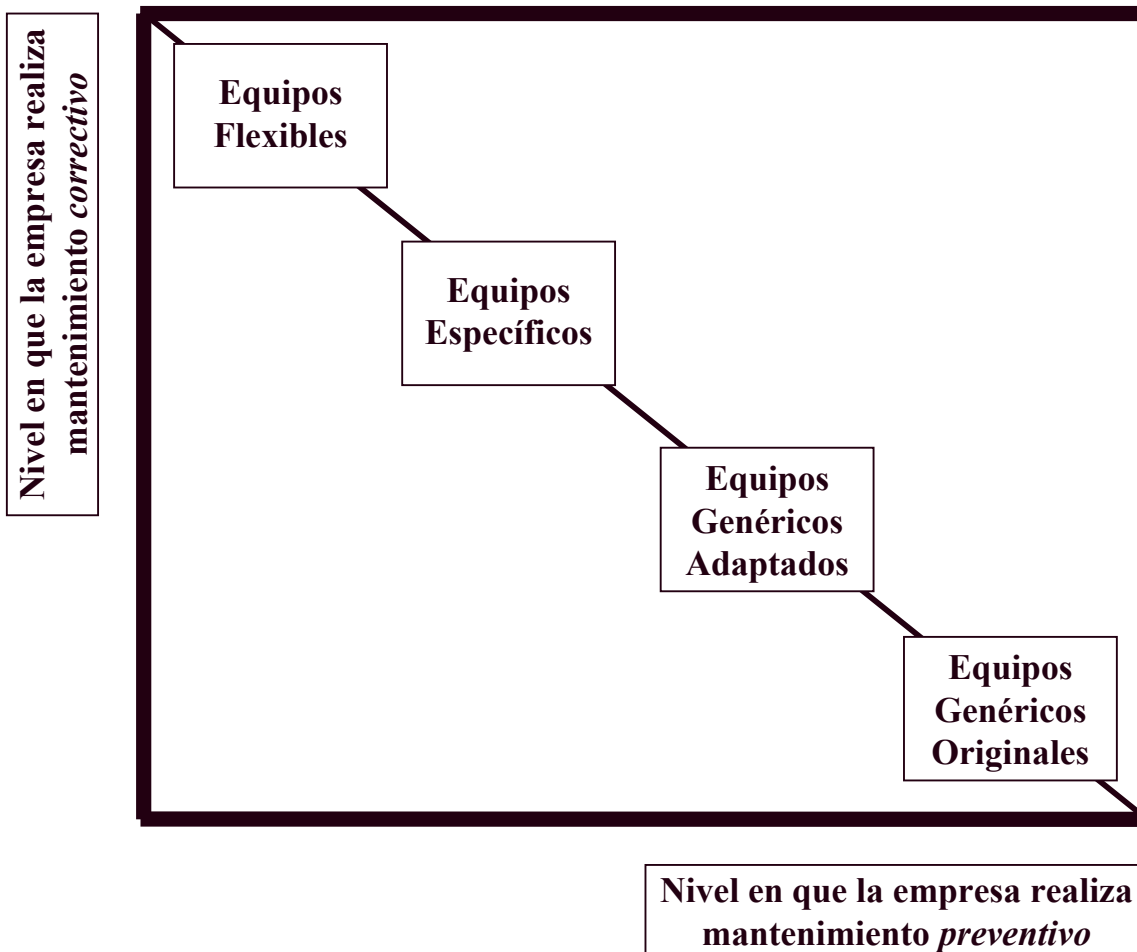 Nivel en que la empresa realiza
mantenimiento correctivo
Equipos
Flexibles
Equipos
Específicos
Equipos
Genéricos
Adaptados
Equipos
Genéricos
Originales
Nivel en que la empresa realiza
mantenimiento preventivo